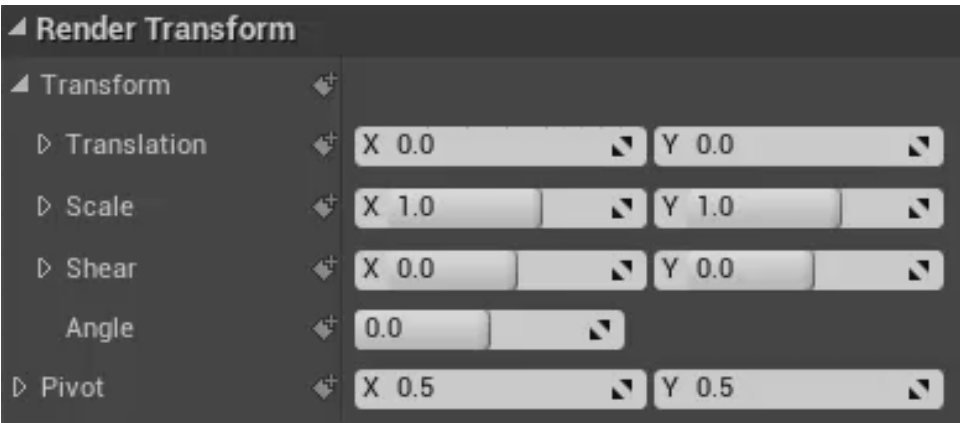 Render Transform
Transform
Translation X 0.0 Y 0.0
Scale X 1.0 Y 1.0
Shear X 0.0 Y 0.0
Angle 0.0
Pivot X 0.5 Y 0.5